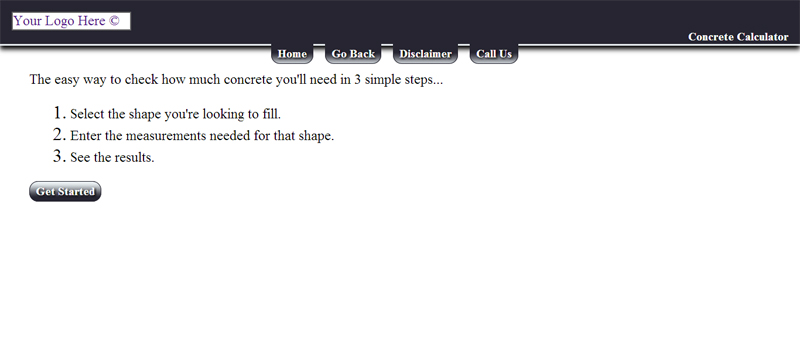 Your Logo Here ©
Concrete Calculator
Home Go Back Disclaimer Call Us
The easy way to check how much concrete you'll need in 3 simple steps...
1. Select the shape you're looking to fill.
2. Enter the measurements needed for that shape.
3. See the results.
Get Started